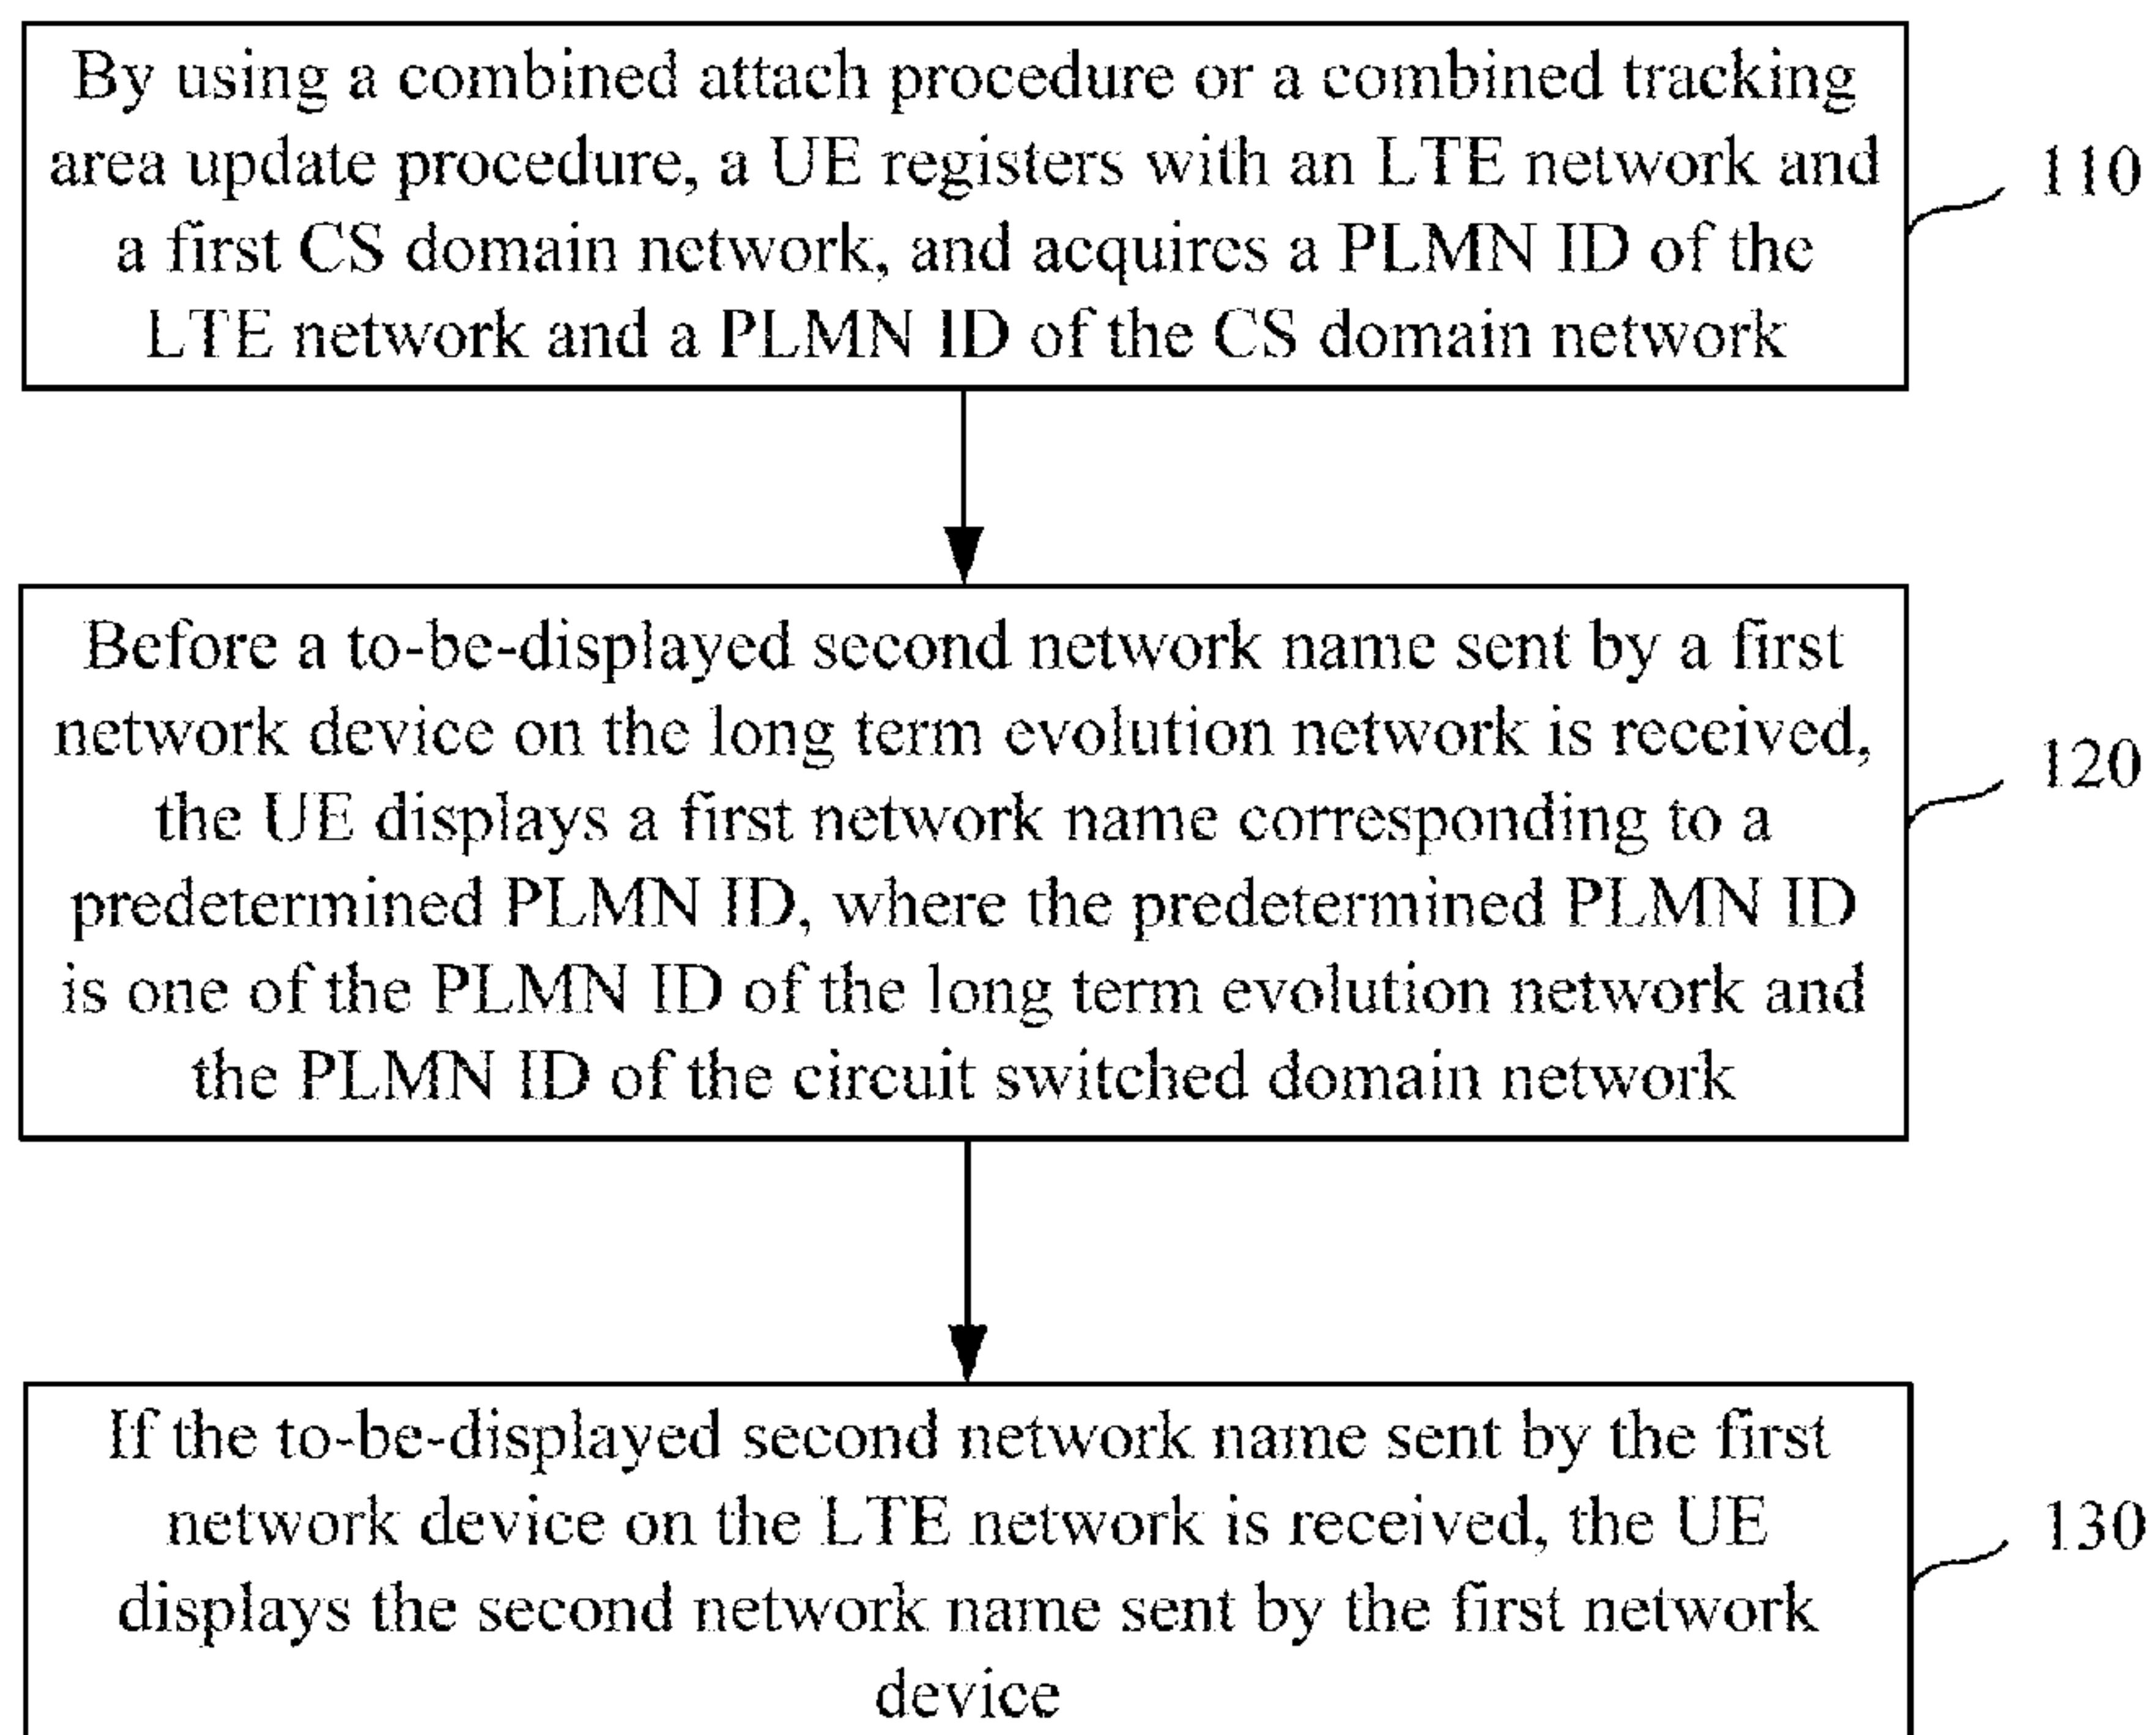 By using a combined attach procedure or a combined tracking
area update procedure, a UE registers with an LTE network and
a first CS domain network, and acquires a PLMN ID of the
LTE network and a PLMN ID of the CS domain network
110
Before a to-be-displayed second network name sent by a first
network device on the long term evolution network is received,
the UE displays a first network name corresponding to a
predetermined PLMN ID, where the predetermined PLMN ID
is one of the PLMN ID of the long term evolution network and
the PLMN ID of the circuit switched domain network
120
If the to-be-displayed second network name sent by the first
network device on the LTE network is received, the UE
displays the second network name sent by the first network
device
130